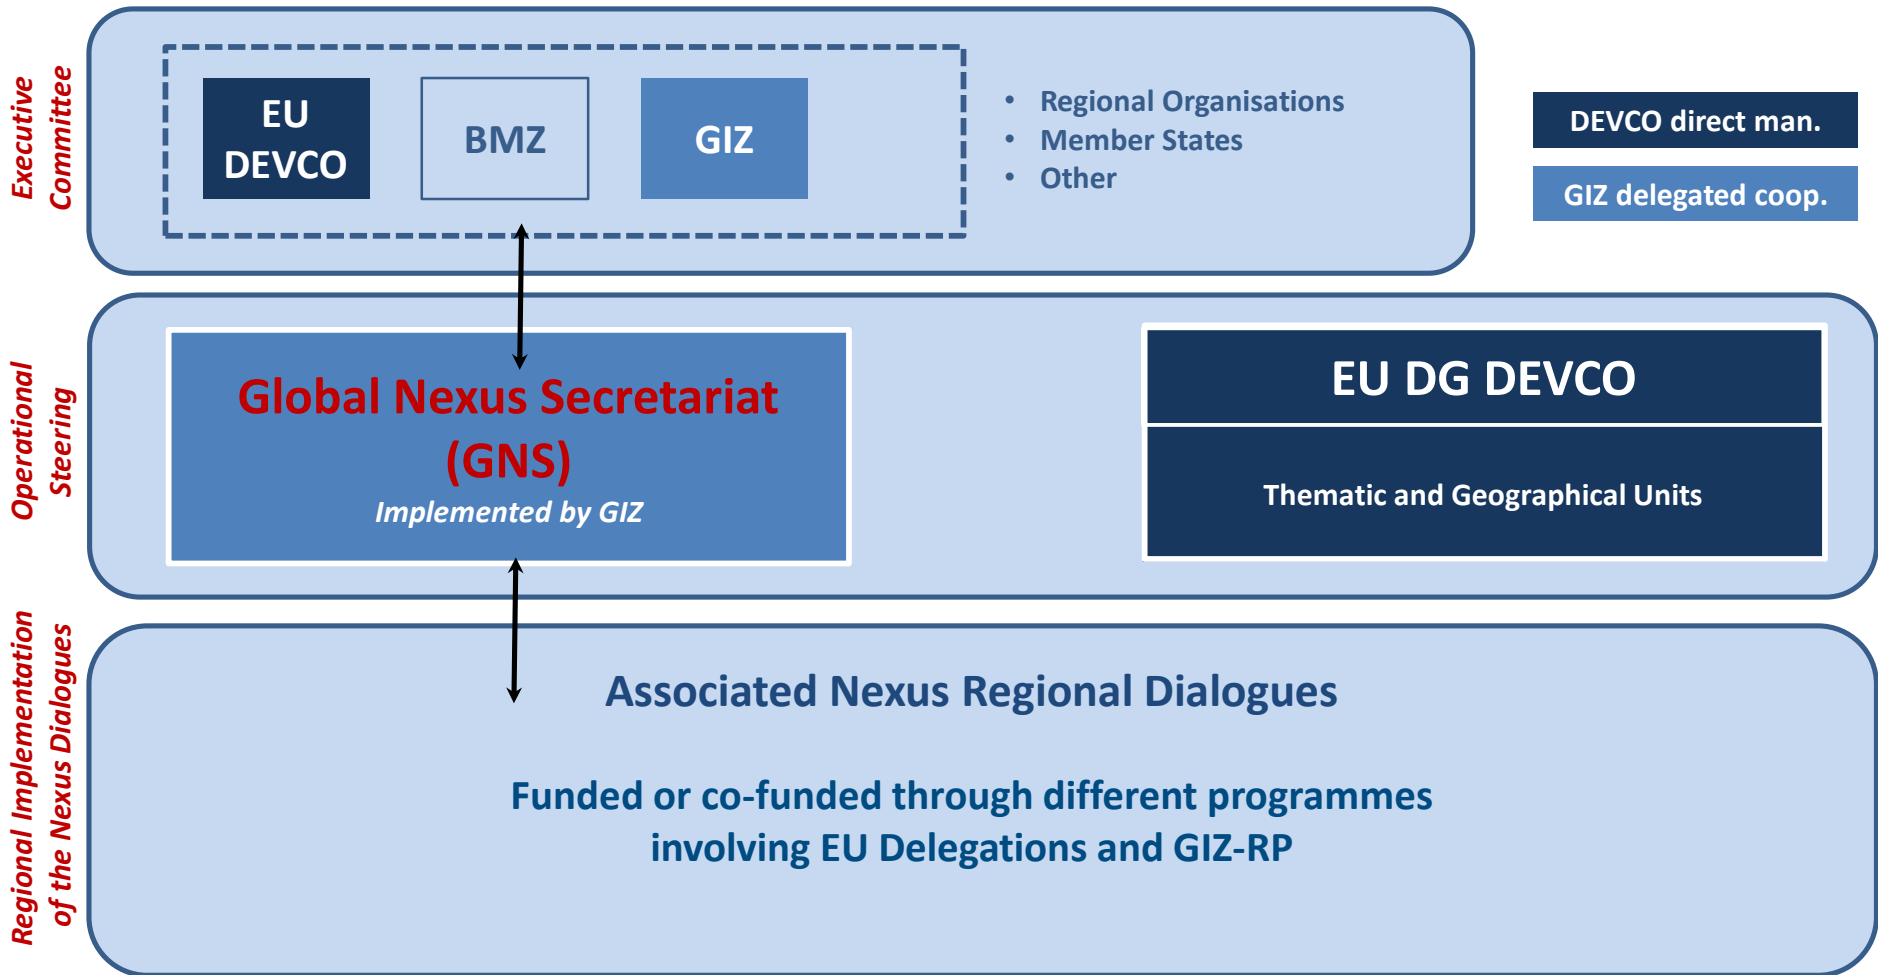 Executive
Committee
EU
DEVCO
BMZ
GIZ
• Regional Organisations
• Member States
• Other
DEVCO direct man.
GIZ delegated coop.
Operational
Steering
Global Nexus Secretariat
(GNS)
Implemented by GIZ
EU DG DEVCO
Thematic and Geographical Units
Regional Implementation
of the Nexus Dialogues
Associated Nexus Regional Dialogues
Funded or co-funded through different programmes
involving EU Delegations and GIZ-RP